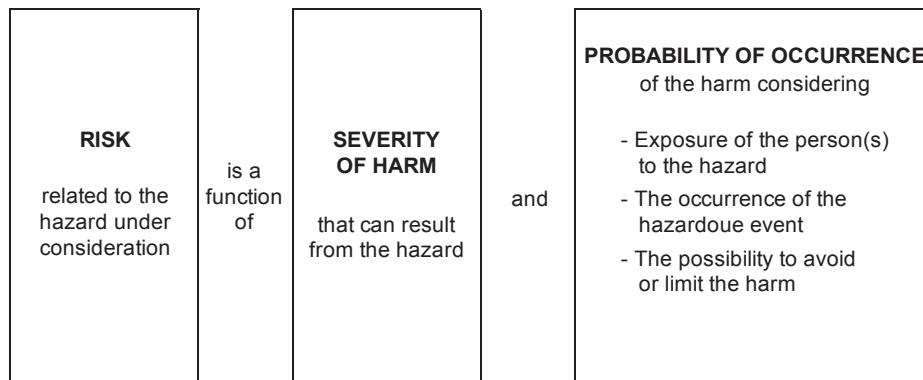 RISK
related to the
hazard under
consideration
is a
function
of
SEVERITY
OF HARM
that can result
from the hazard
and
PROBABILITY OF OCCURRENCE
of the harm considering
- Exposure of the person(s)
to the hazard
- The occurrence of the
hazardoue event
- The possibility to avoid
or limit the harm